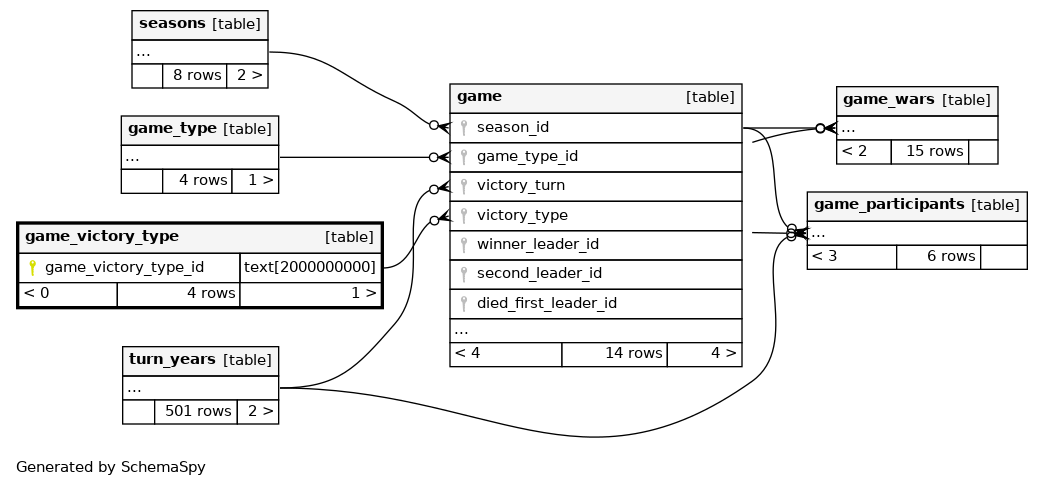 seasons [table]
...
8 rows 2 >
game_type [table]
...
4 rows 1 >
game_victory_type [table]
game_victory_type_id text[2000000000]
< 0 4 rows 1 >
turn_years [table]
...
501 rows 2 >
game [table]
season_id
game_type_id
victory_turn
victory_type
winner_leader_id
second_leader_id
died_first_leader_id
...
< 4 14 rows 4 >
game_wars [table]
...
< 2 15 rows
game_participants [table]
...
< 3 6 rows
Generated by SchemaSpy